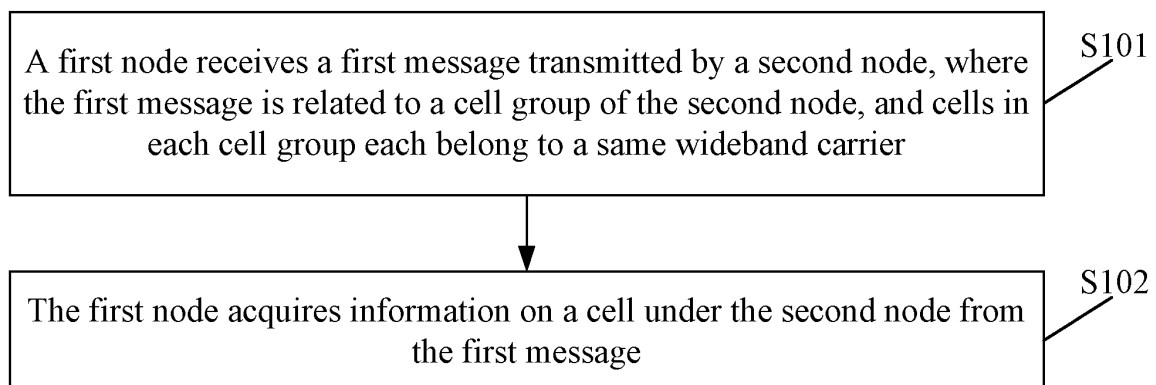 A first node receives a first message transmitted by a second node, where
the first message is related to a cell group of the second node, and cells in
each cell group each belong to a same wideband carrier
S101
The first node acquires information on a cell under the second node from
the first message
S102